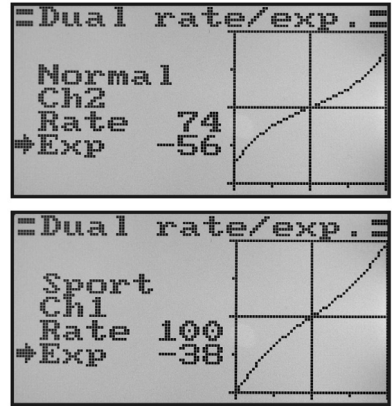 Dual rate/exp.
Normal
Ch2
Rate 74
Exp -56
Dual rate/exp.
Sport
Ch1
Rate 100
Exp -38